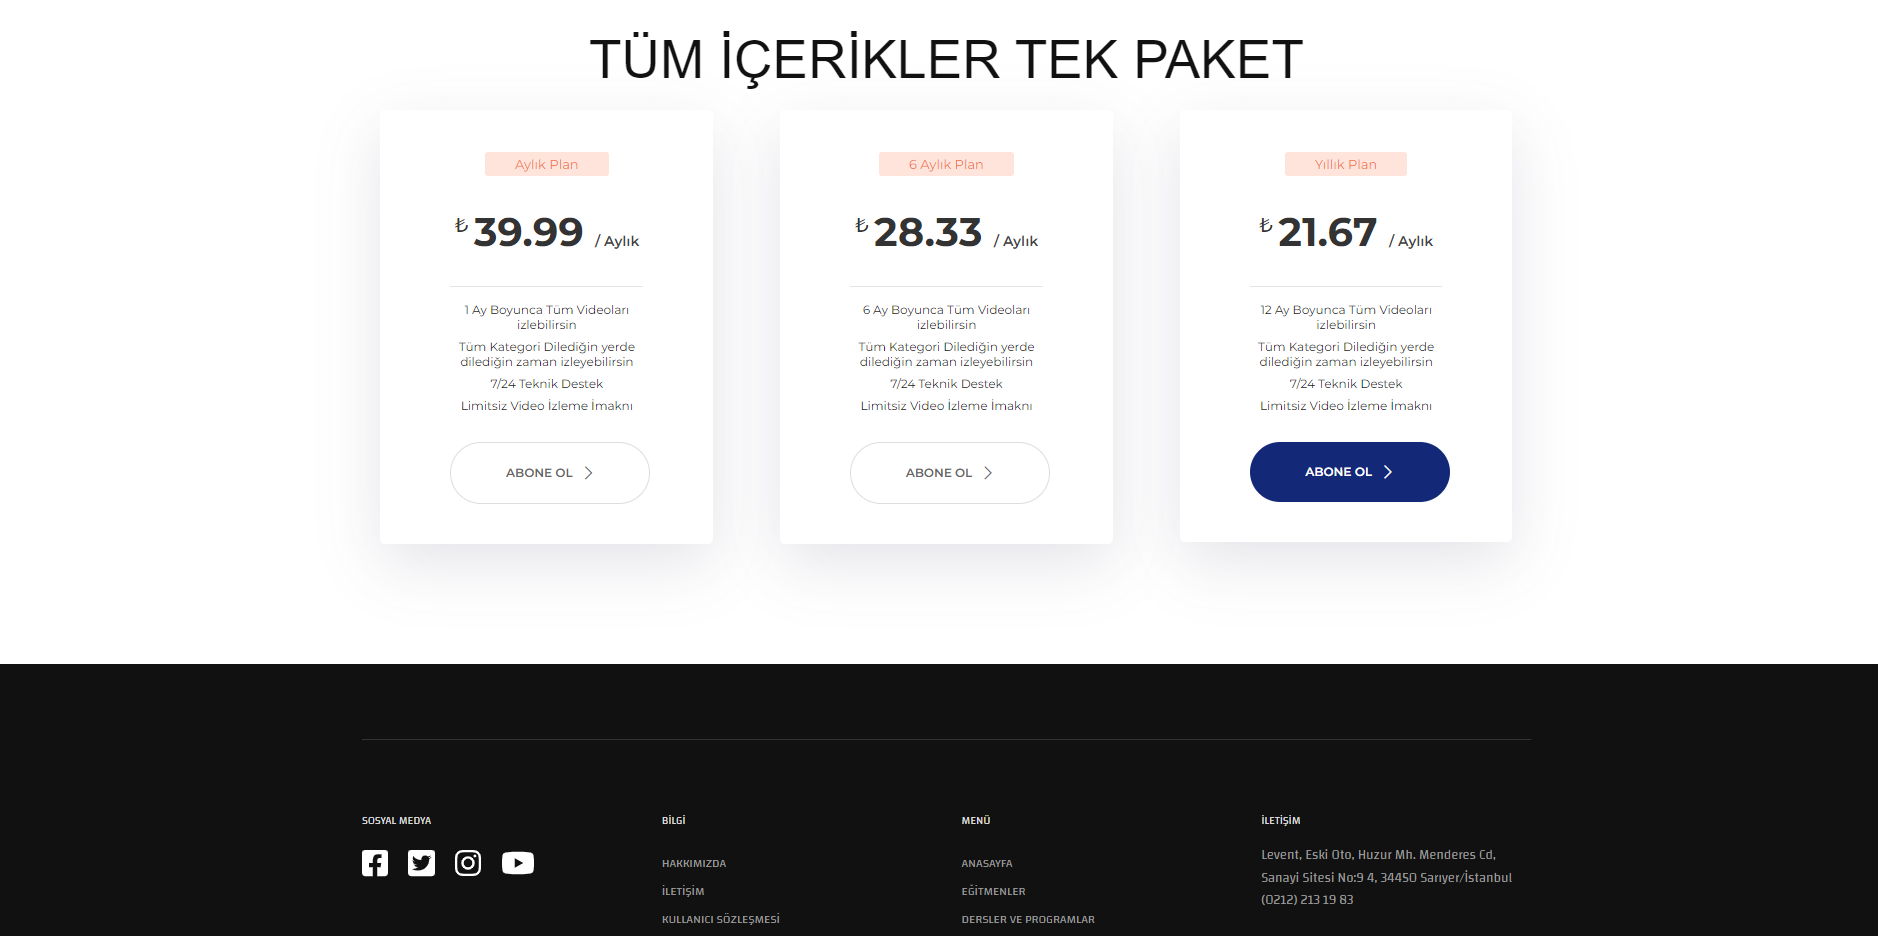 TÜM İÇERİKLER TEK PAKET
Aylık Plan
₺ 39.99 / Aylık
1 Ay Boyunca Tüm Videoları
izlebilirsin
Tüm Kategori Dilediğin yerde
dilediğin zaman izleyebilirsin
7/24 Teknik Destek
Limitsiz Video İzleme İmaknı
ABONE OL
6 Aylık Plan
₺ 28.33 / Aylık
6 Ay Boyunca Tüm Videoları
izlebilirsin
Tüm Kategori Dilediğin yerde
dilediğin zaman izleyebilirsin
7/24 Teknik Destek
Limitsiz Video İzleme İmaknı
ABONE OL
Yıllık Plan
₺ 21.67 / Aylık
12 Ay Boyunca Tüm Videoları
izlebilirsin
Tüm Kategori Dilediğin yerde
dilediğin zaman izleyebilirsin
7/24 Teknik Destek
Limitsiz Video İzleme İmaknı
ABONE OL
SOSYAL MEDYA
BİLGİ
HAKKIMIZDA
İLETİŞİM
KULLANICI SÖZLEŞMESİ
MENÜ
ANASAYFA
EĞİTMENLER
DERSLER VE PROGRAMLAR
İLETİŞİM
Levent, Eski Oto, Huzur Mh. Menderes Cd,
Sanayi Sitesi No:9 4, 34450 Sarıyer/İstanbul
(0212) 213 19 83